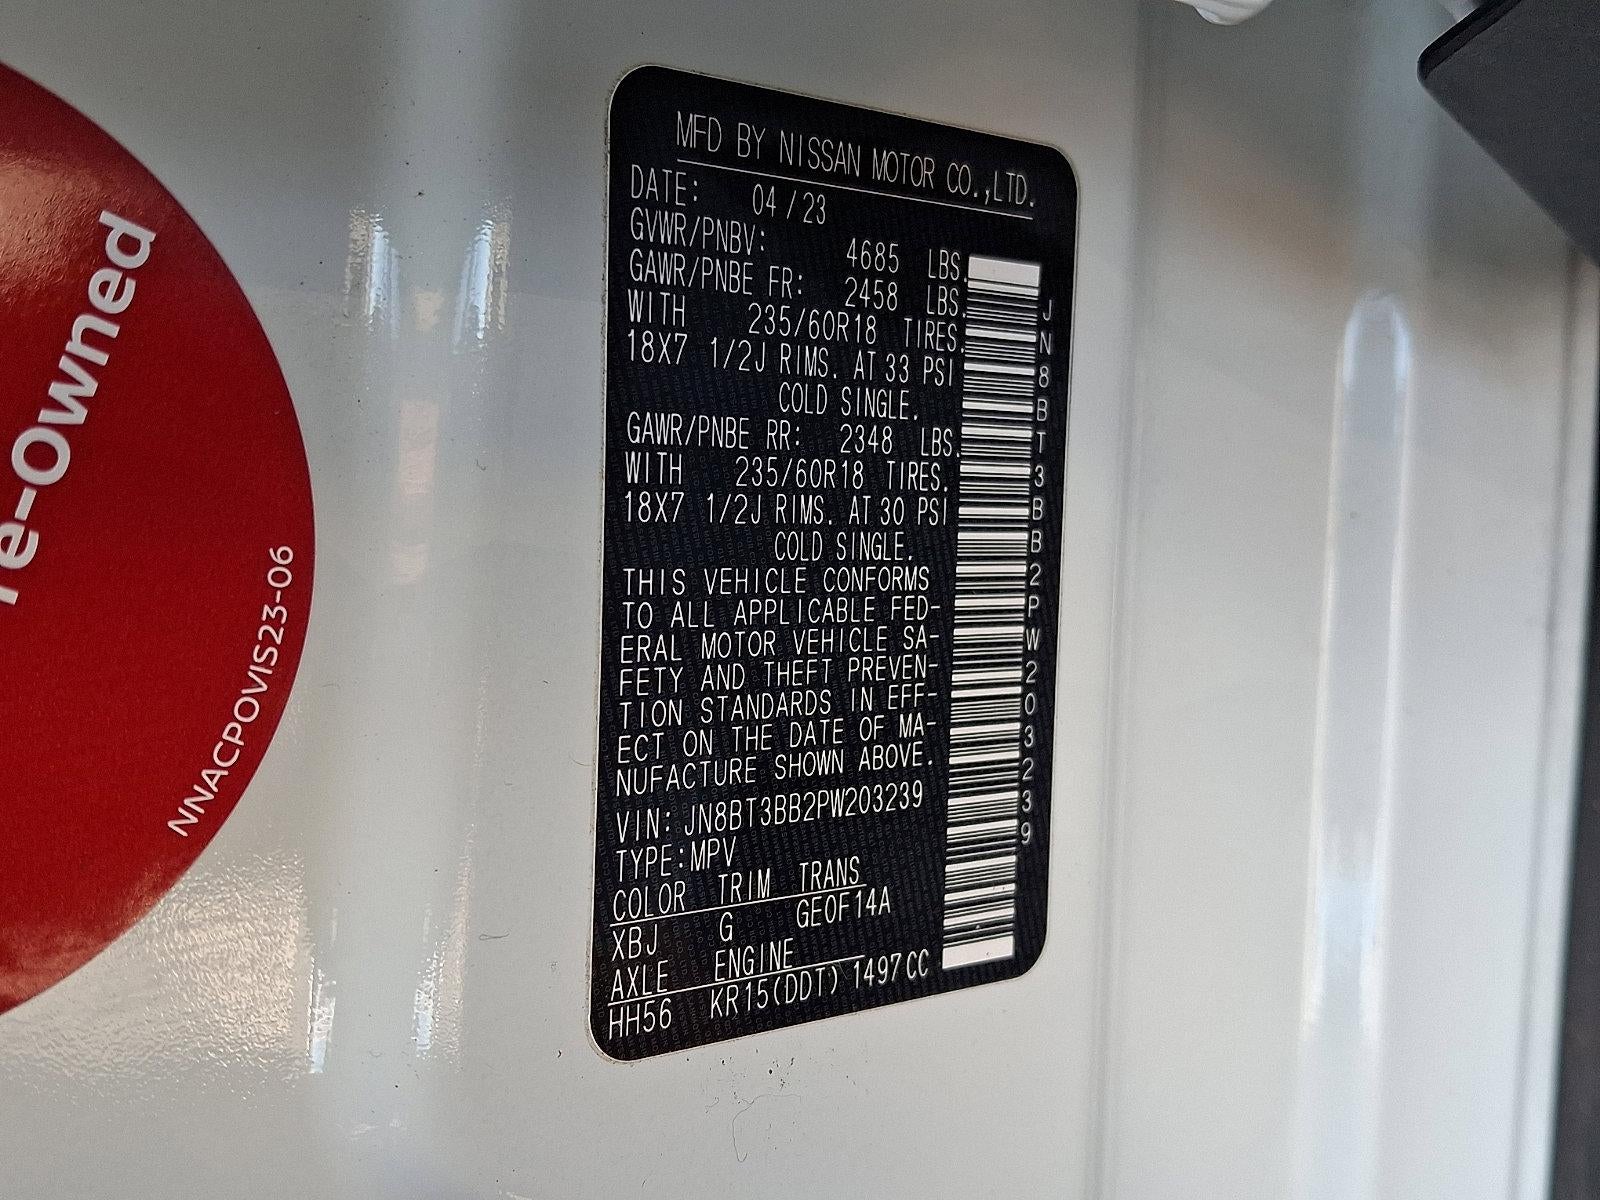 e-Owned
NNACPOVIS23-06
MFD BY NISSAN MOTOR CO.,LTD.
DATE: 04/23
GVWR/PNBV: 4685 LBS.
GAWR/PNBE FR: 2458 LBS.
WITH 235/60R18 TIRES.
18X7 1/2J RIMS. AT 33 PSI
COLD SINGLE.
GAWR/PNBE RR: 2348 LBS.
WITH 235/60R18 TIRES.
18X7 1/2J RIMS. AT 30 PSI
COLD SINGLE.
THIS VEHICLE CONFORMS
TO ALL APPLICABLE FED-
ERAL MOTOR VEHICLE SA-
FETY AND THEFT PREVEN-
TION STANDARDS IN EFF-
ECT ON THE DATE OF MA-
NUFACTURE SHOWN ABOVE.
VIN: JN8BT3BB2PW203239
TYPE:MPV
COLOR TRIM TRANS
XBJ G GE0F14A
AXLE ENGINE
HH56 KR15(DDT) 1497CC
JN8BT3BB2PW203239